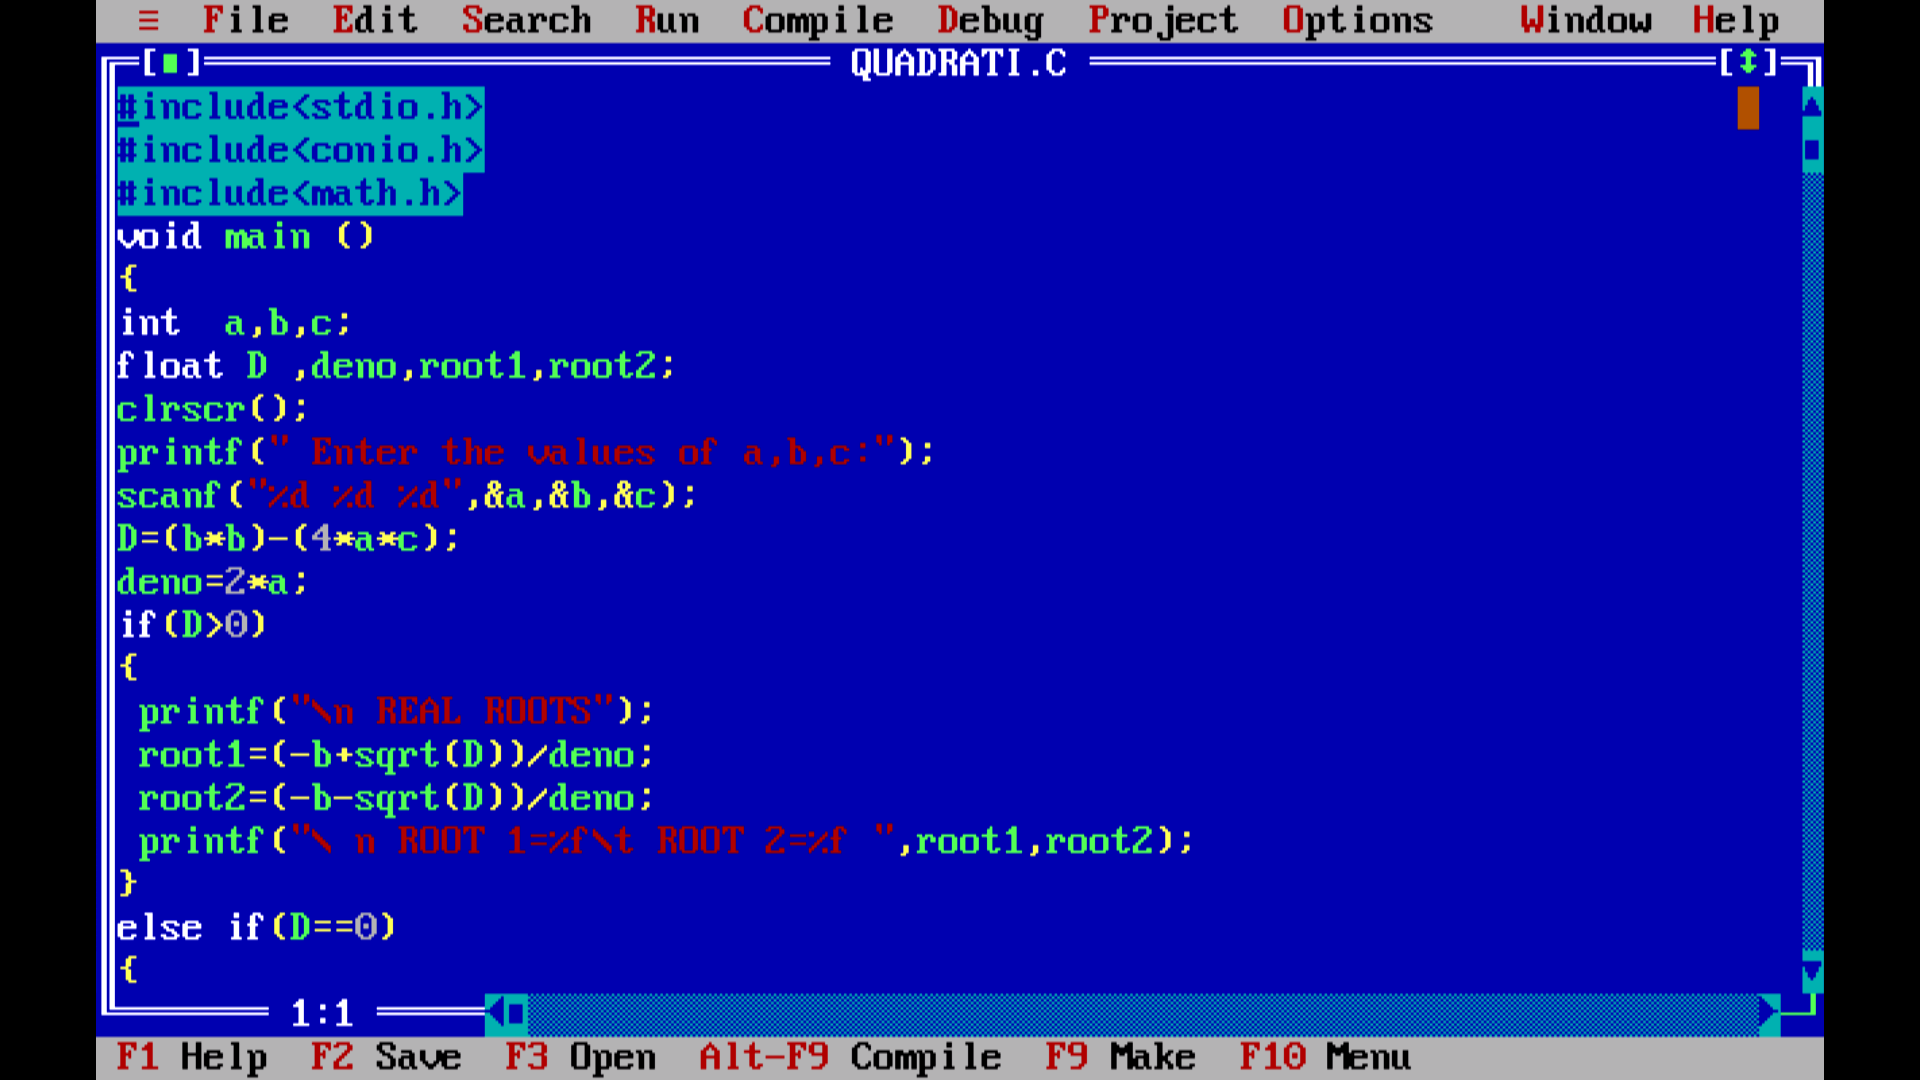 ≡ File Edit Search Run Compile Debug Project Options Window Help
[■] QUADRATI.C [↕]
#include<stdio.h>
#include<conio.h>
#include<math.h>
void main ()
{
int  a,b,c;
float D ,deno,root1,root2;
clrscr();
printf(" Enter the values of a,b,c:");
scanf("%d %d %d",&a,&b,&c);
D=(b*b)-(4*a*c);
deno=2*a;
if(D>0)
{
 printf("\n REAL ROOTS");
 root1=(-b+sqrt(D))/deno;
 root2=(-b-sqrt(D))/deno;
 printf("\ n ROOT 1=%f\t ROOT 2=%f ",root1,root2);
}
else if(D==0)
{
1:1
F1 Help F2 Save F3 Open Alt-F9 Compile F9 Make F10 Menu